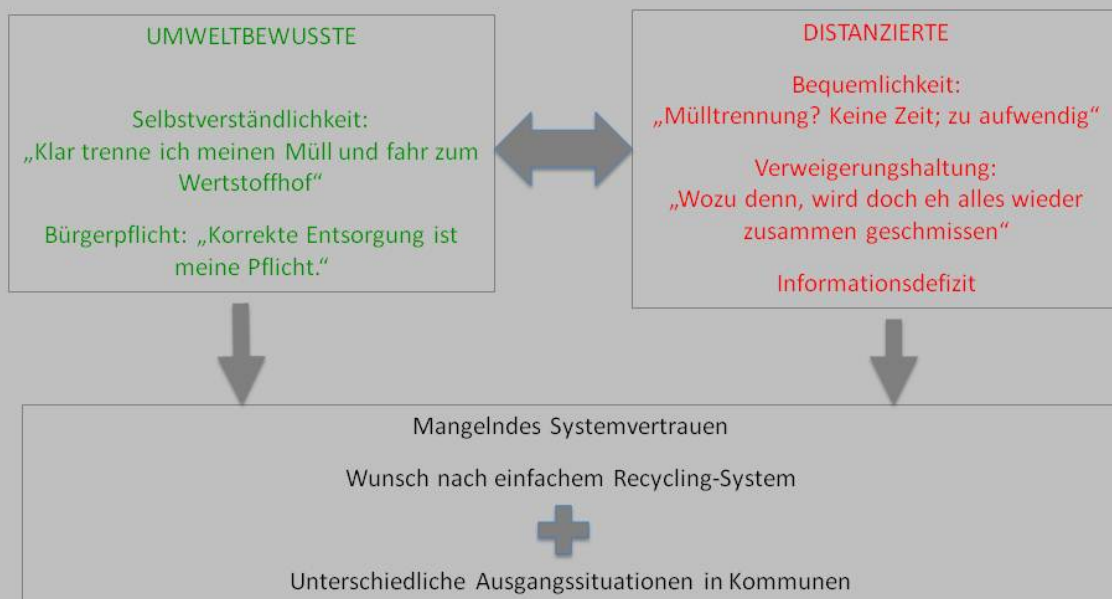 UMWELTBEWUSSTE
Selbstverständlichkeit:
„Klar trenne ich meinen Müll und fahr zum
Wertstoffhof“
Bürgerpflicht: „Korrekte Entsorgung ist
meine Pflicht.“
DISTANZIERTE
Bequemlichkeit:
„Mülltrennung? Keine Zeit; zu aufwendig“
Verweigerungshaltung:
„Wozu denn, wird doch eh alles wieder
zusammen geschmissen“
Informationsdefizit
Mangelndes Systemvertrauen
Wunsch nach einfachem Recycling-System
Unterschiedliche Ausgangssituationen in Kommunen